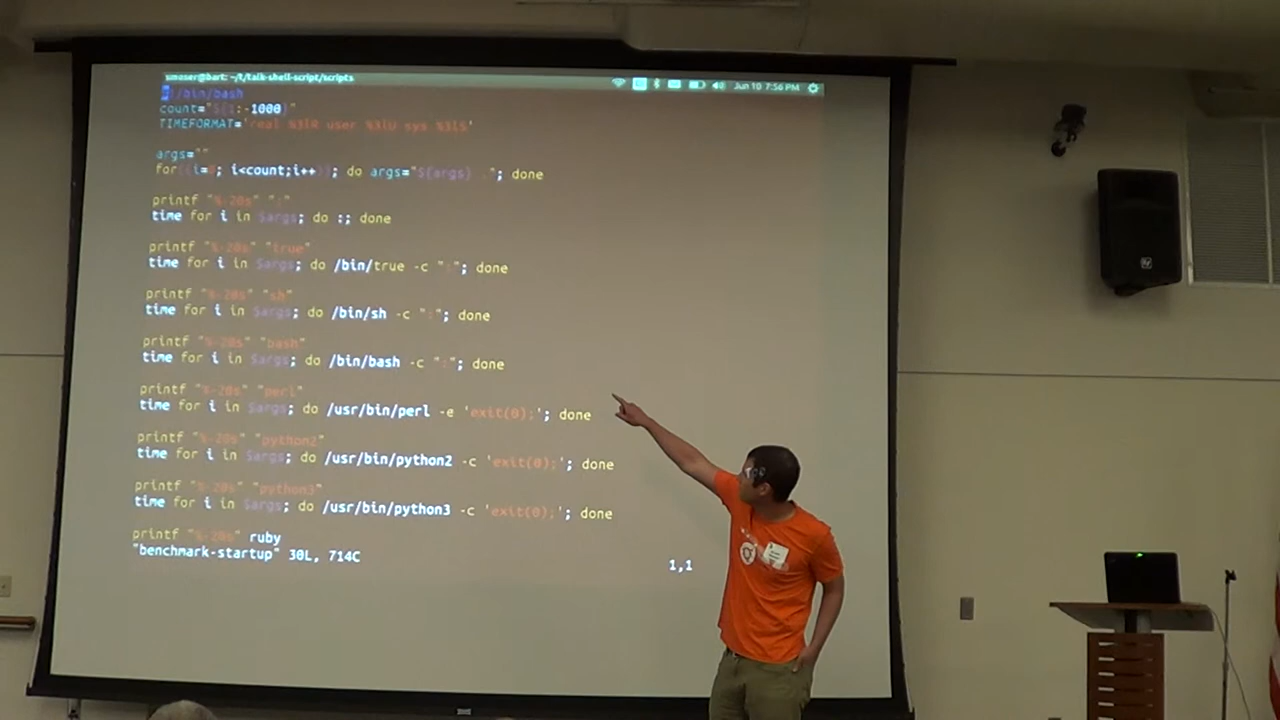 smoser@bart: ~/t/talk-shell-script/scripts
Jun 10 7:56 PM
#!/bin/bash
count="${1:-1000}"
TIMEFORMAT='real %3lR user %3lU sys %3lS'
args=""
for((i=0; i<count;i++)); do args="${args} ."; done
printf "%-20s" ":"
time for i in $args; do :; done
printf "%-20s" "true"
time for i in $args; do /bin/true -c ":"; done
printf "%-20s" "sh"
time for i in $args; do /bin/sh -c ":"; done
printf "%-20s" "bash"
time for i in $args; do /bin/bash -c ":"; done
printf "%-20s" "perl"
time for i in $args; do /usr/bin/perl -e 'exit(0);'; done
printf "%-20s" "python2"
time for i in $args; do /usr/bin/python2 -c 'exit(0);'; done
printf "%-20s" "python3"
time for i in $args; do /usr/bin/python3 -c 'exit(0);'; done
printf "%-20s" ruby
"benchmark-startup" 30L, 714C
1,1